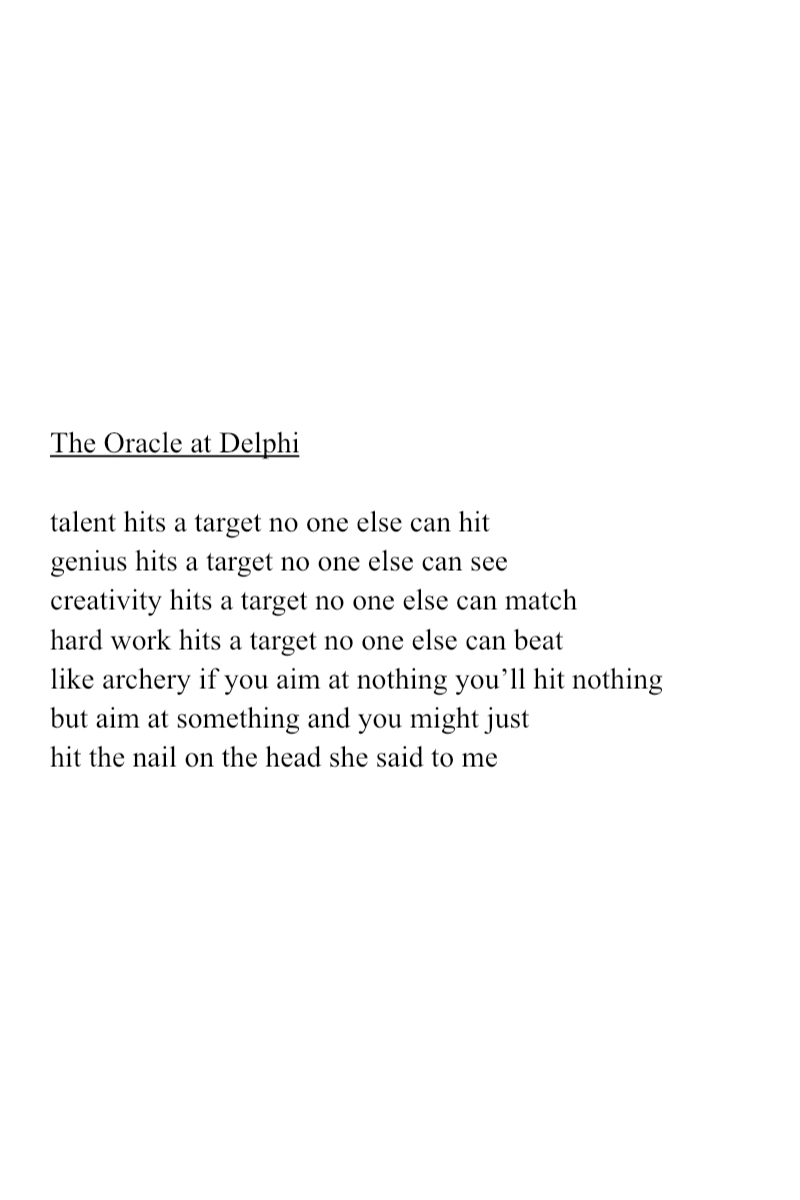 The Oracle at Delphi
talent hits a target no one else can hit
genius hits a target no one else can see
creativity hits a target no one else can match
hard work hits a target no one else can beat
like archery if you aim at nothing you’ll hit nothing
but aim at something and you might just
hit the nail on the head she said to me